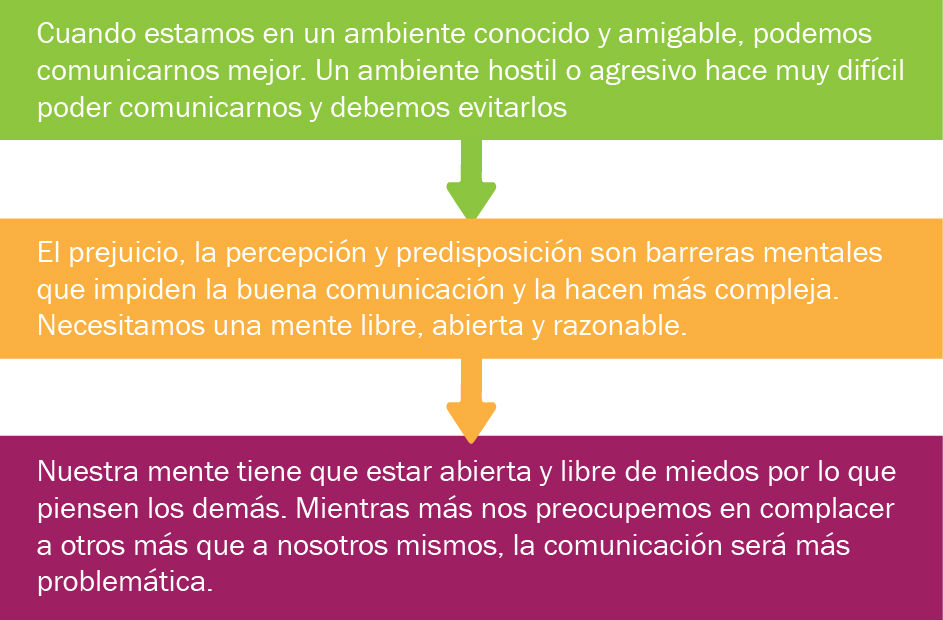 Cuando estamos en un ambiente conocido y amigable, podemos
comunicarnos mejor. Un ambiente hostil o agresivo hace muy difícil
poder comunicarnos y debemos evitarlos
El prejuicio, la percepción y predisposición son barreras mentales
que impiden la buena comunicación y la hacen más compleja.
Necesitamos una mente libre, abierta y razonable.
Nuestra mente tiene que estar abierta y libre de miedos por lo que
piensen los demás. Mientras más nos preocupemos en complacer
a otros más que a nosotros mismos, la comunicación será más
problemática.